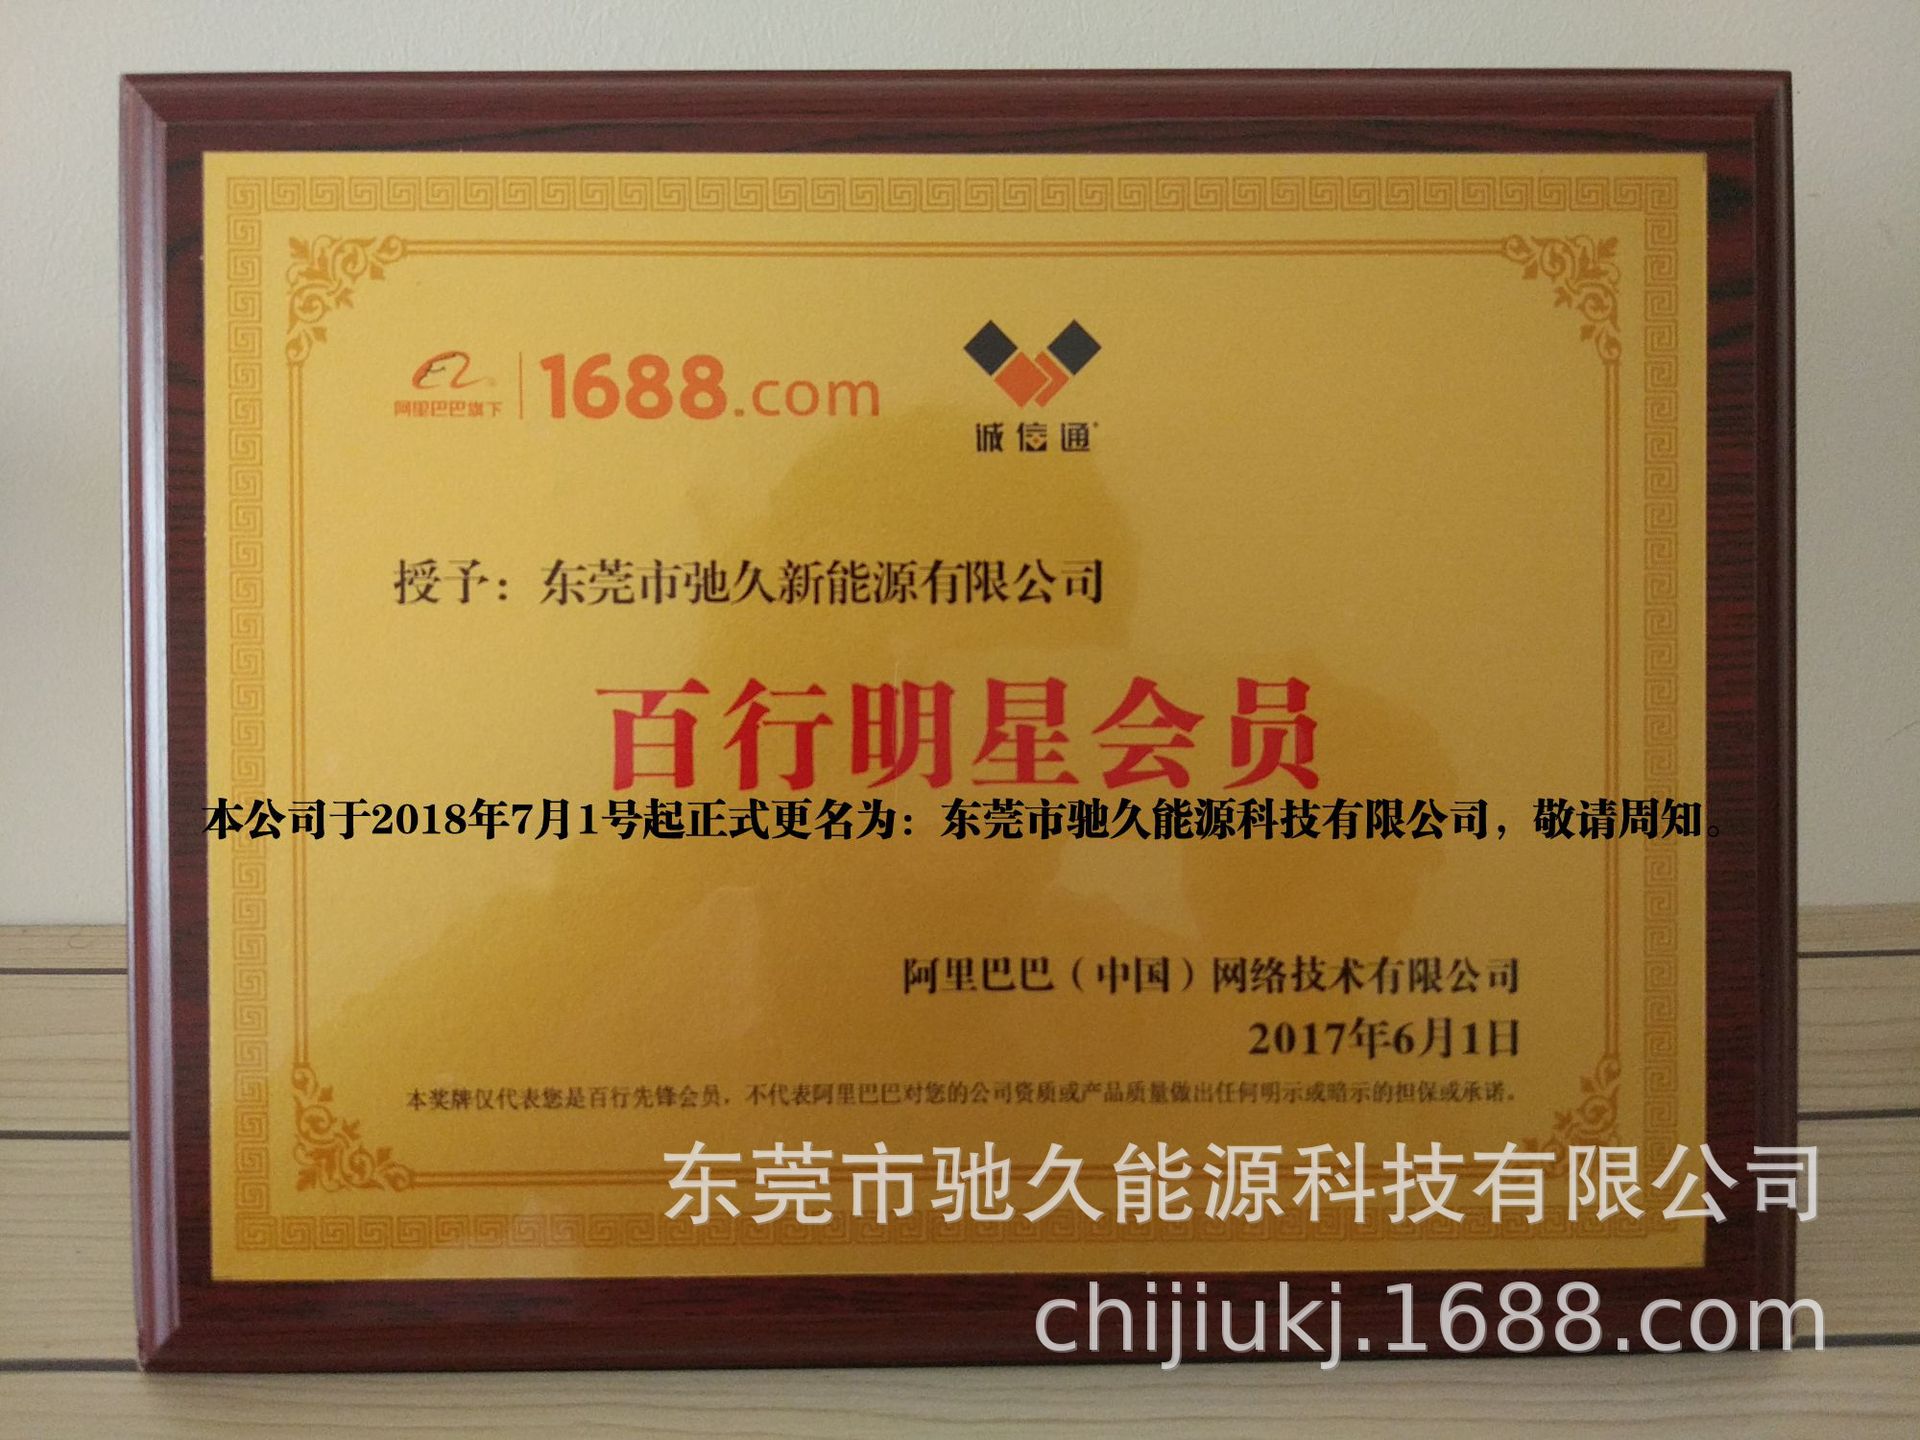 阿里巴巴旗下 1688.com
诚信通
授予：东莞市驰久新能源有限公司
百行明星会员
本公司于2018年7月1号起正式更名为：东莞市驰久能源科技有限公司，敬请周知。
阿里巴巴（中国）网络技术有限公司
2017年6月1日
本奖牌仅代表您是百行先锋会员，不代表阿里巴巴对您的公司资质或产品质量做出任何明示或暗示的担保或承诺。
东莞市驰久能源科技有限公司
chijiukj.1688.com